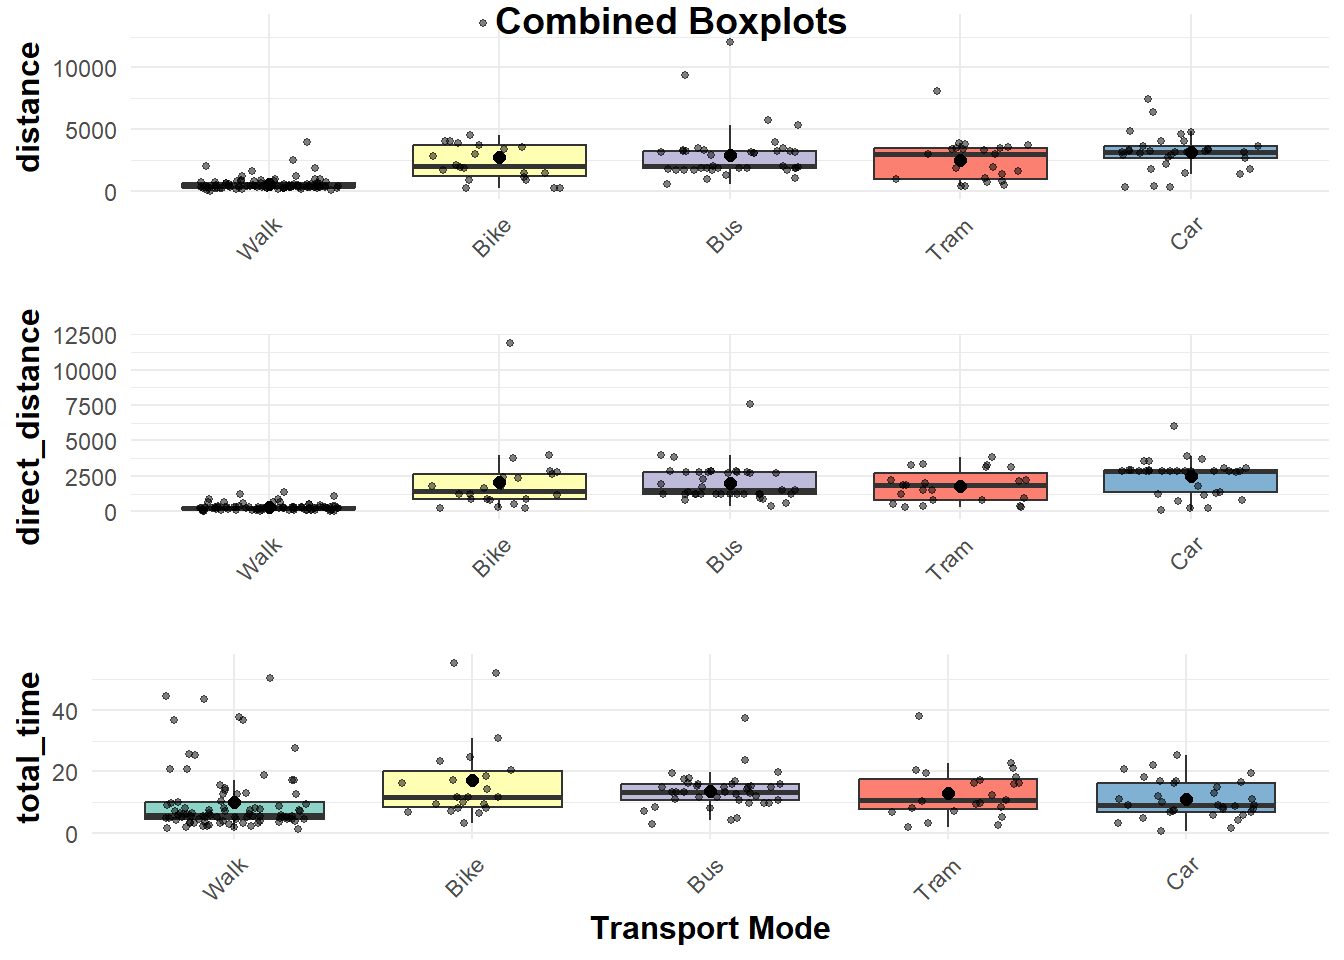 Combined Boxplots
distance
10000
5000
0
Walk Bike Bus Tram Car
direct_distance
12500
10000
7500
5000
2500
0
Walk Bike Bus Tram Car
total_time
40
20
0
Walk Bike Bus Tram Car
Transport Mode